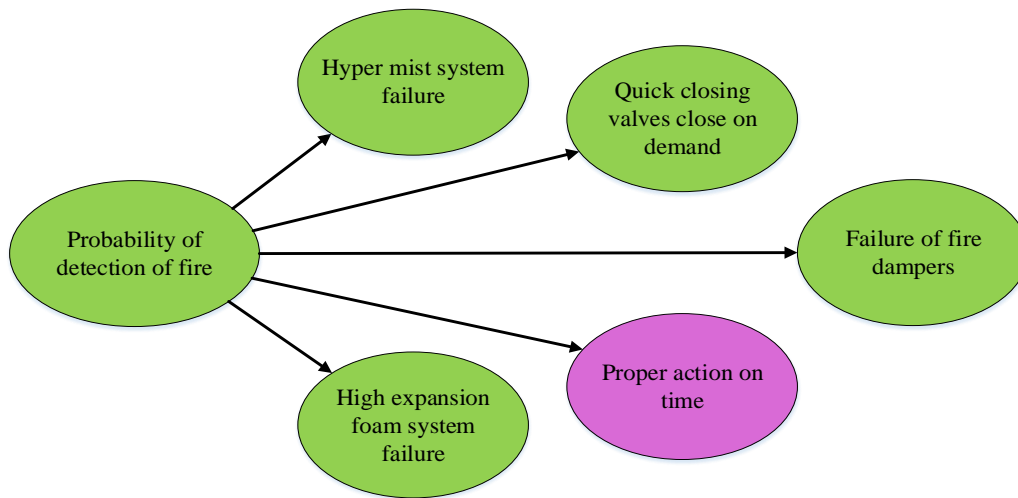 Hyper mist system
failure
Quick closing
valves close on
demand
Probability of
detection of fire
Failure of fire
dampers
Proper action on
time
High expansion
foam system
failure